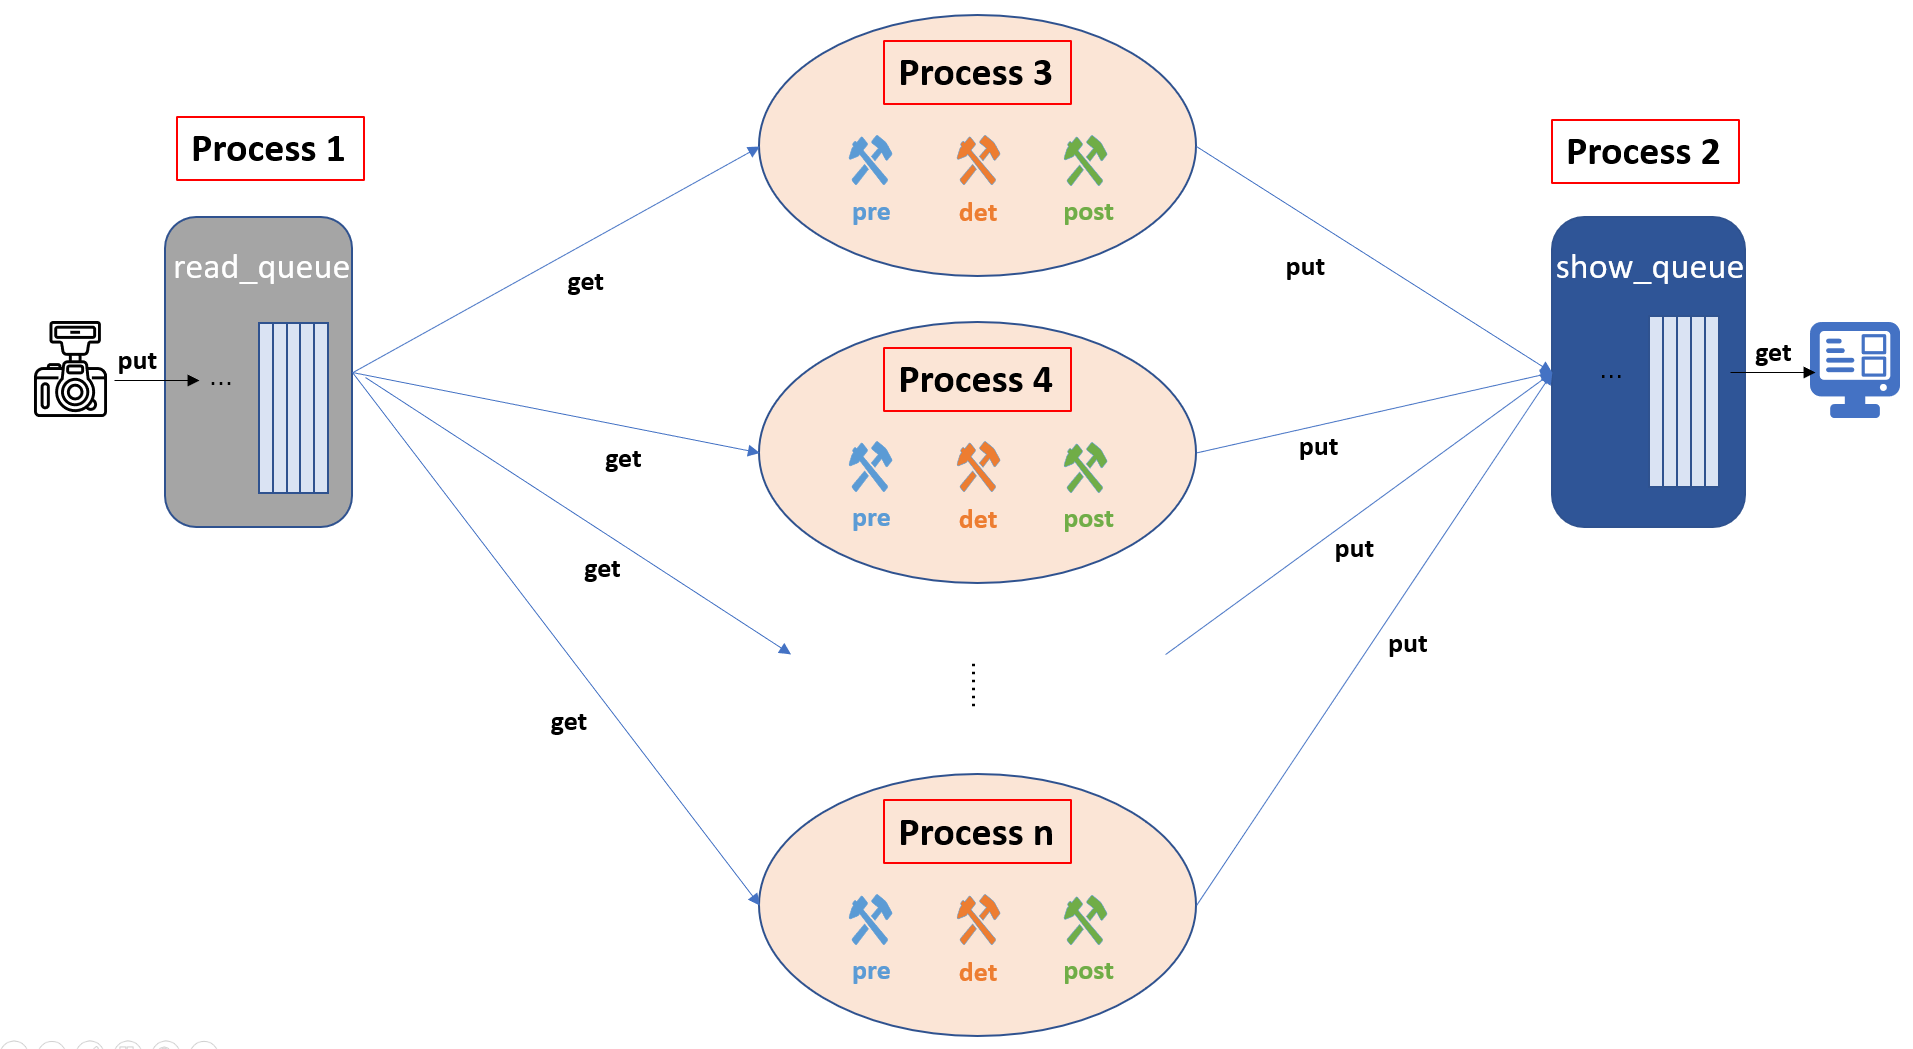 Process 1
read_queue
put
...
get
get
get
get
Process 3
pre det post
Process 4
pre det post
......
Process n
pre det post
put
put
put
put
Process 2
show_queue
...
get